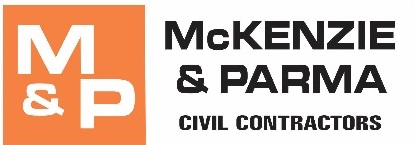 M
&P
McKENZIE
& PARMA
CIVIL CONTRACTORS